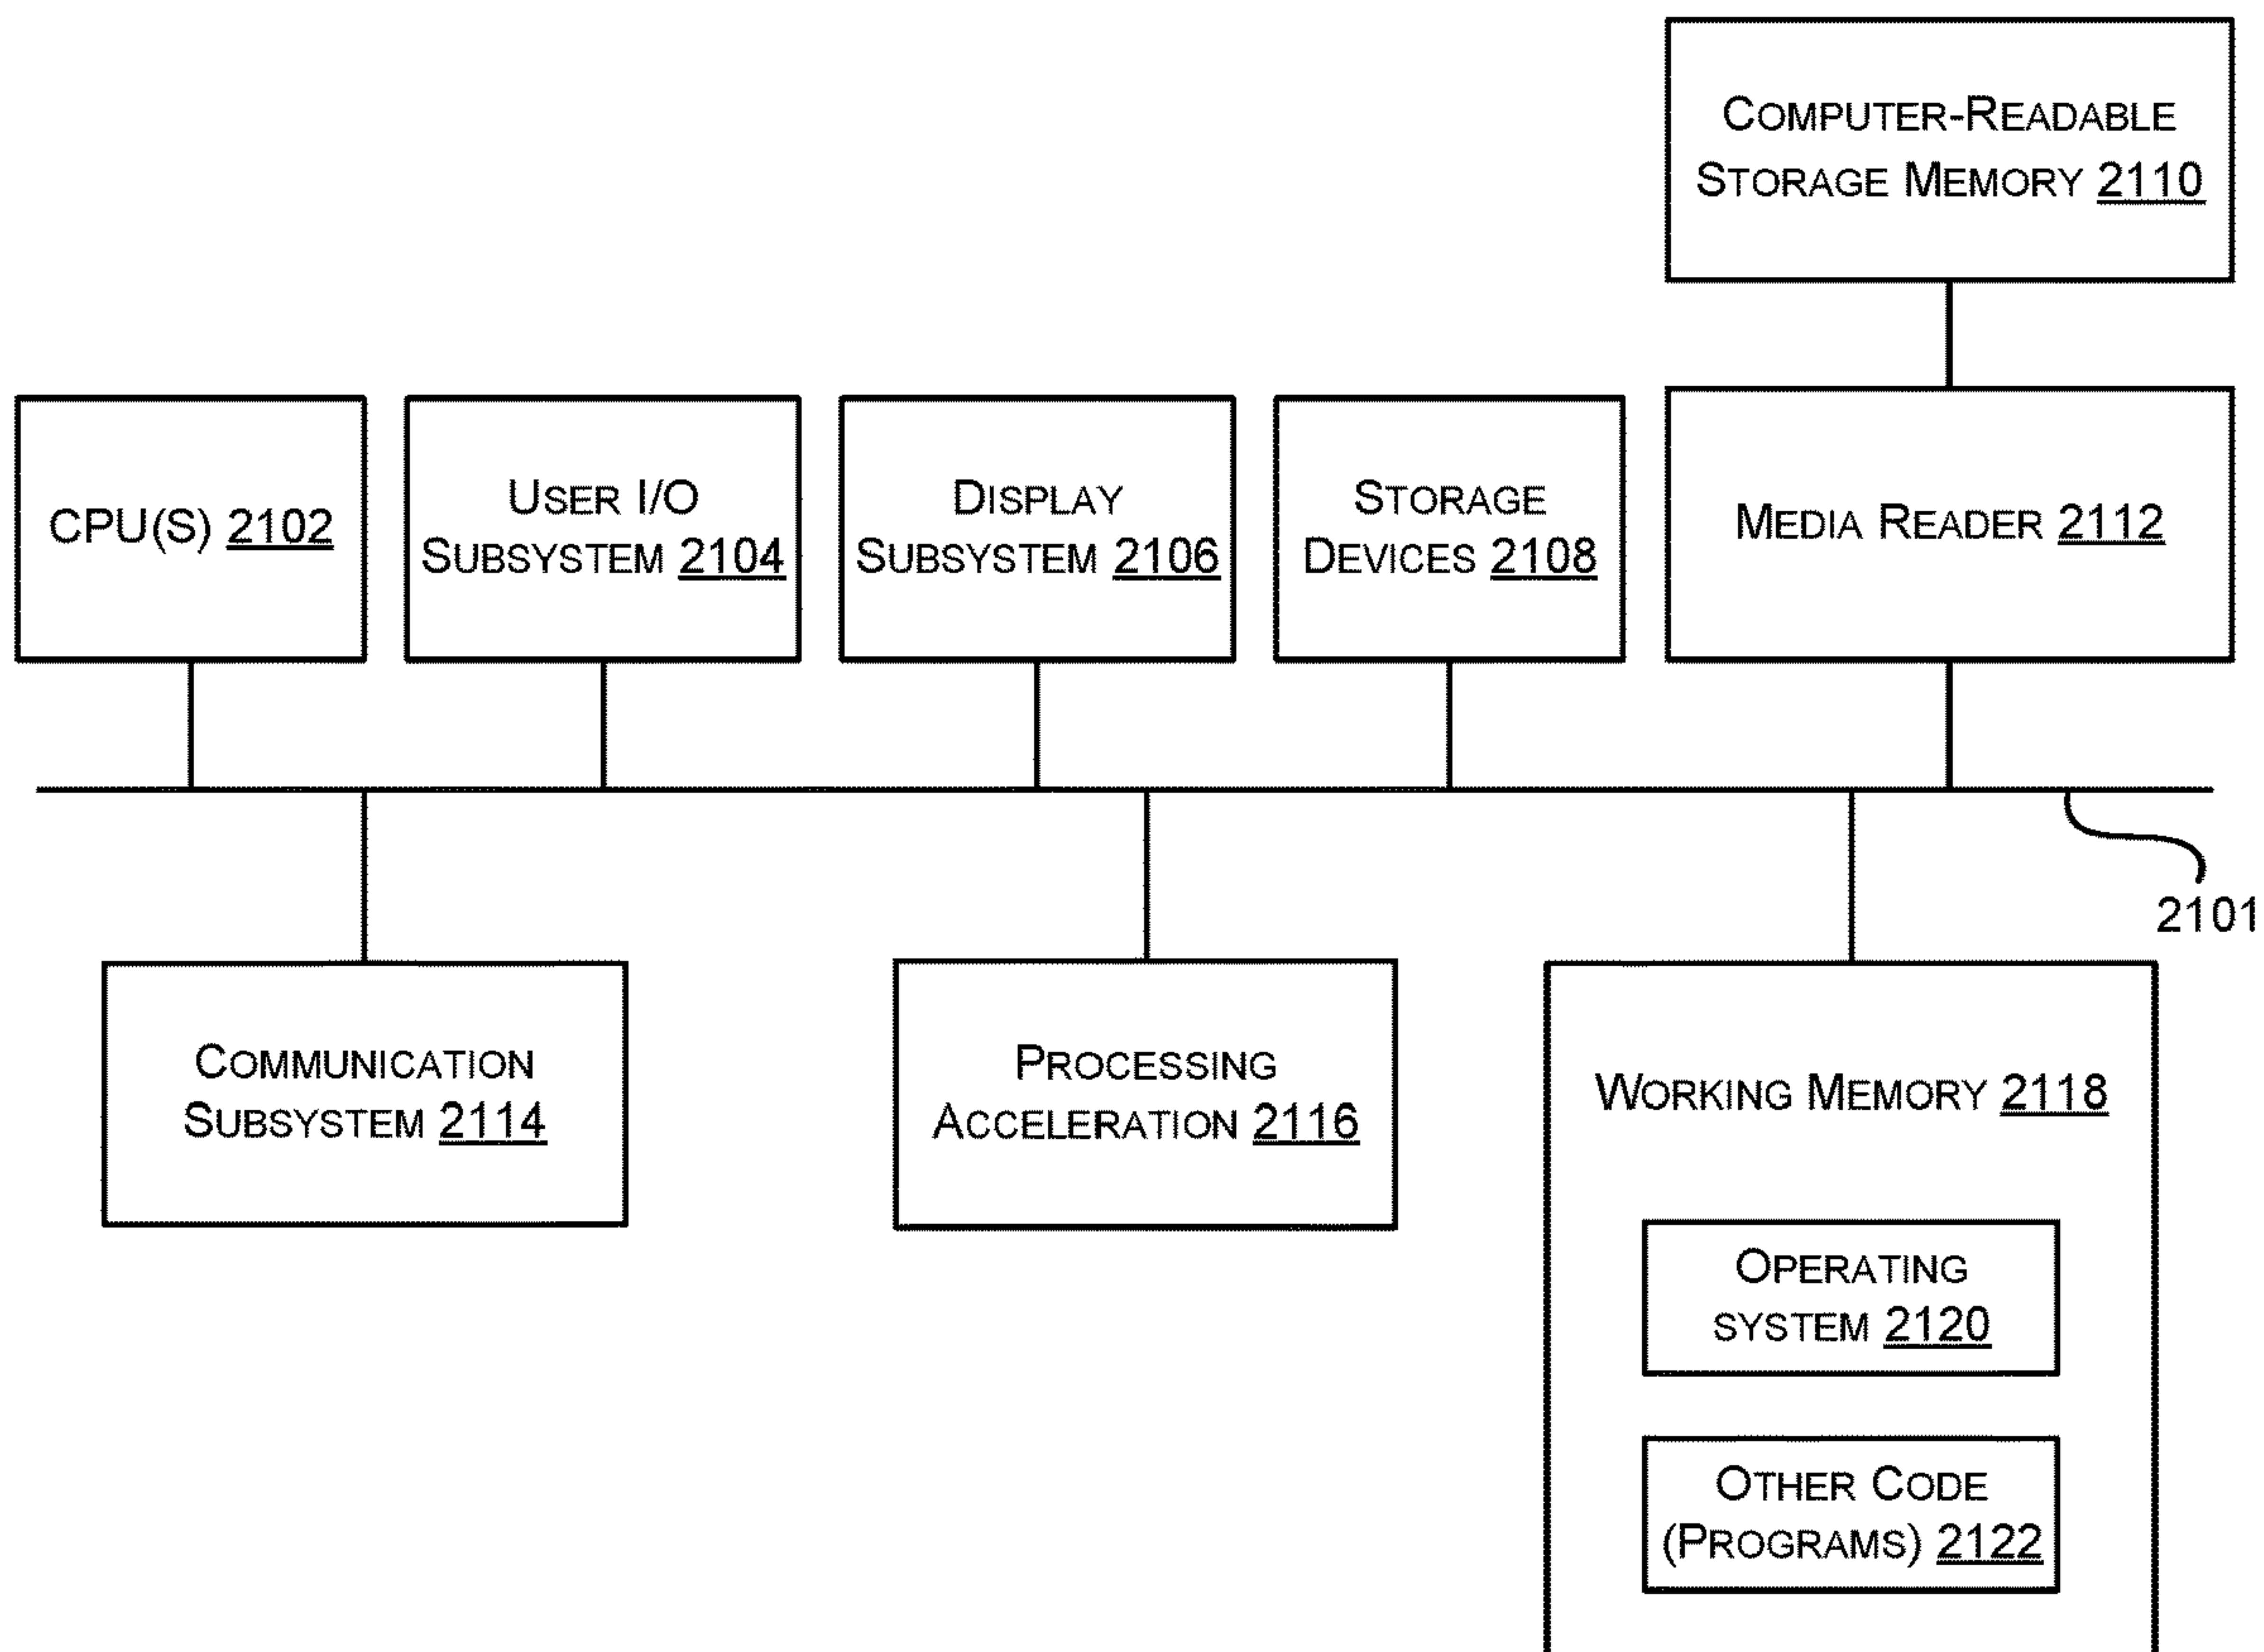 COMPUTER-READABLE
STORAGE MEMORY 2110
CPU(S) 2102
USER I/O
SUBSYSTEM 2104
DISPLAY
SUBSYSTEM 2106
STORAGE
DEVICES 2108
MEDIA READER 2112
2101
COMMUNICATION
SUBSYSTEM 2114
PROCESSING
ACCELERATION 2116
WORKING MEMORY 2118
OPERATING
SYSTEM 2120
OTHER CODE
(PROGRAMS) 2122